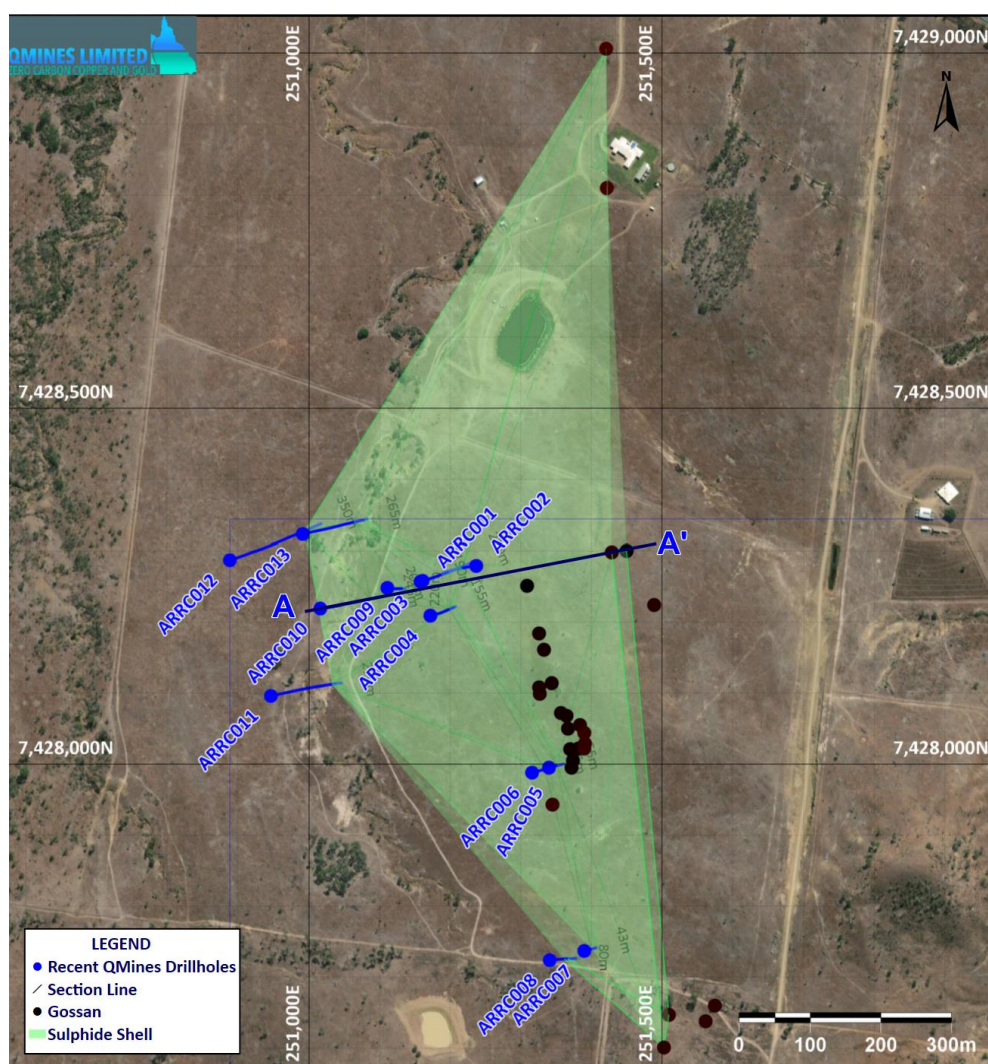 QMINES LIMITED
ZERO CARBON COPPER AND GOLD
251,000E
251,500E
7,429,000N
N
7,428,500N
7,428,500N
350m
265m
ARRC001
ARRC002
A'
A
155m
ARRC012
ARRC013
ARRC010
ARRC009
ARRC003
ARRC004
ARRC011
7,428,000N
7,428,000N
ARRC006
ARRC005
43m
80m
ARRC008
ARRC007
251,000E
251,500E
LEGEND
Recent QMines Drillholes
Section Line
Gossan
Sulphide Shell
0 100 200 300m